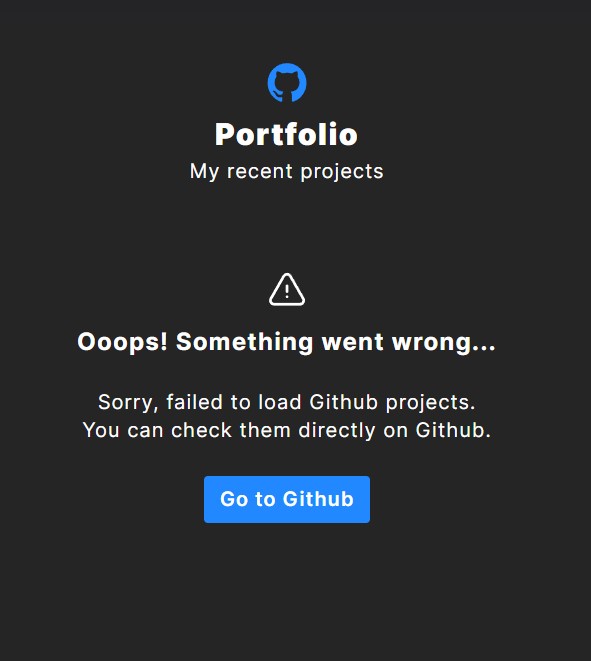 Portfolio
My recent projects
Ooops! Something went wrong...
Sorry, failed to load Github projects.
You can check them directly on Github.
Go to Github